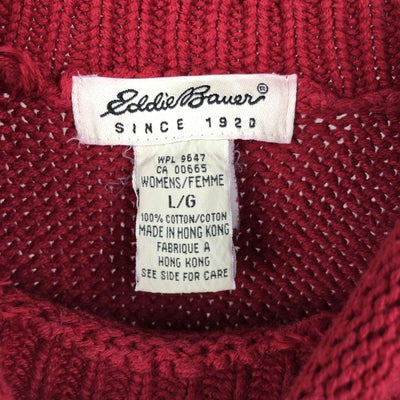 Eddie Bauer®
SINCE 1920
WPL 9647
CA 00665
WOMENS/FEMME
L/G
100% COTTON/COTON
MADE IN HONG KONG
FABRIQUE A
HONG KONG
SEE SIDE FOR CARE